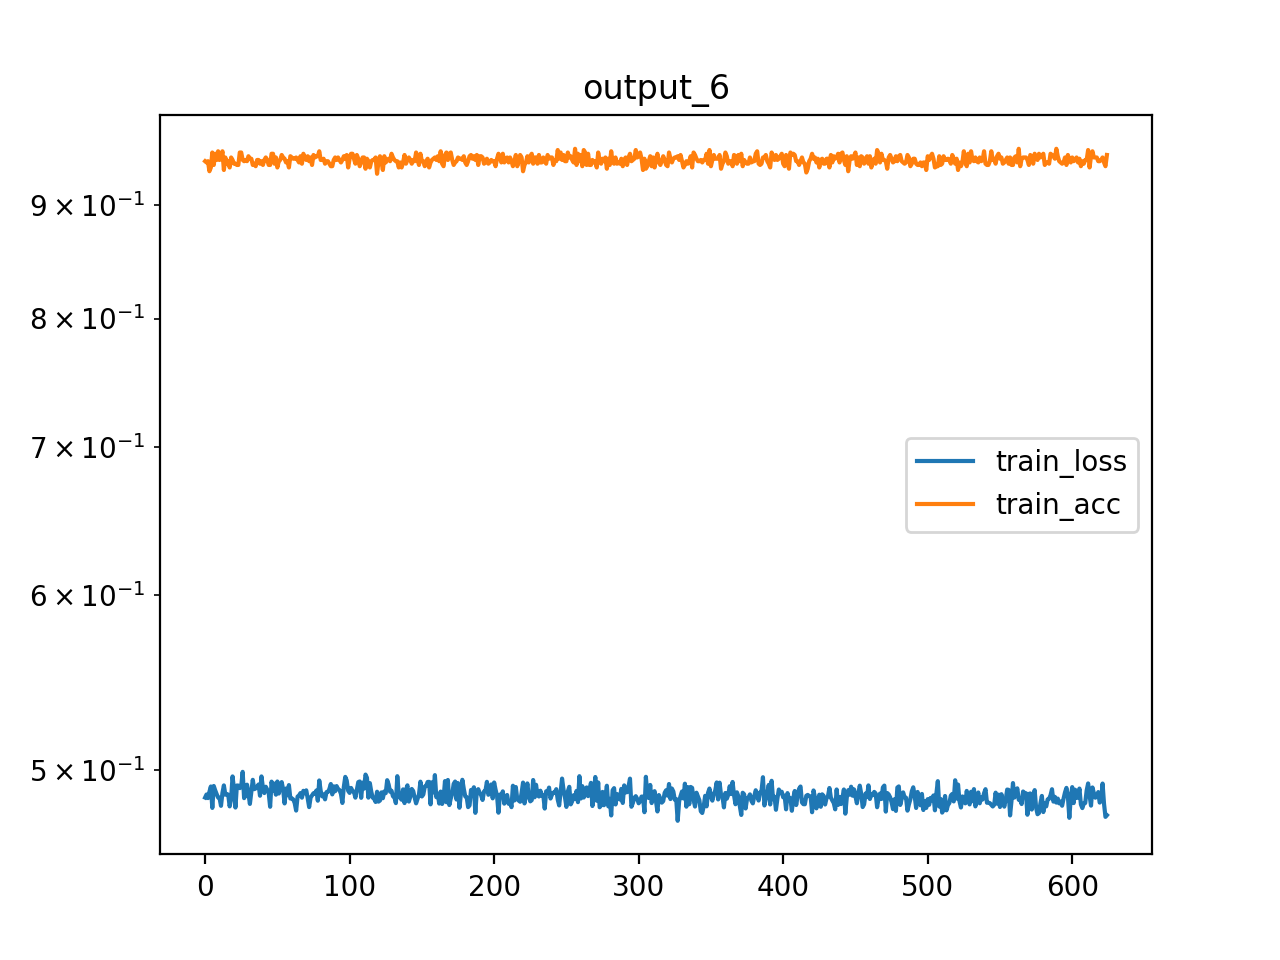 output_6
9 × 10⁻¹
8 × 10⁻¹
7 × 10⁻¹
6 × 10⁻¹
5 × 10⁻¹
train_loss
train_acc
0 100 200 300 400 500 600